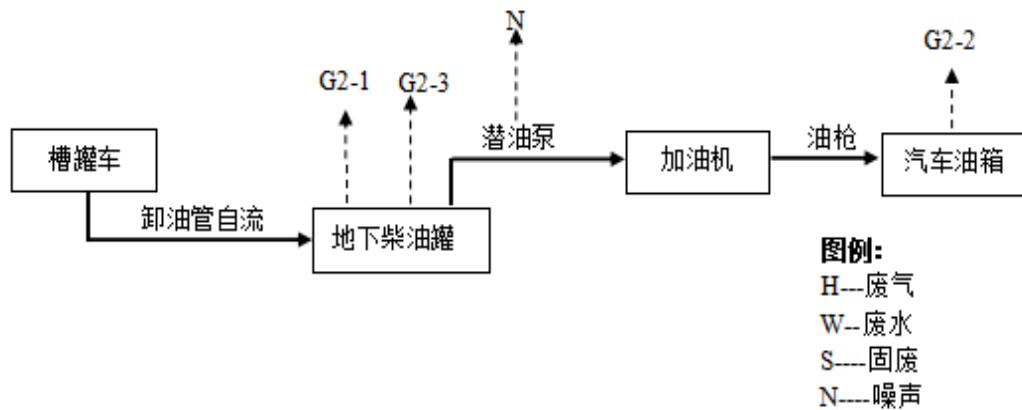 N
G2-2
G2-1
G2-3
潜油泵
油枪
槽罐车
加油机
汽车油箱
卸油管自流
地下柴油罐
图例：
H---废气
W--废水
S----固废
N----噪声